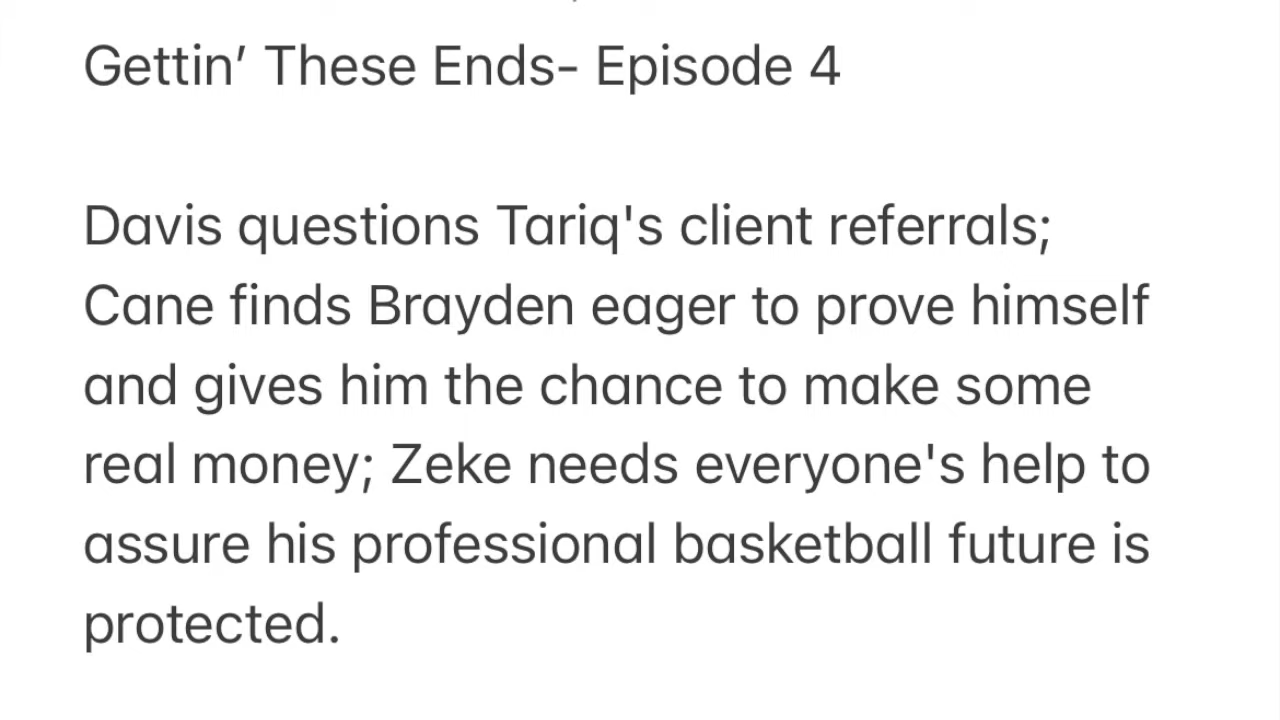 Gettin’ These Ends- Episode 4
Davis questions Tariq's client referrals;
Cane finds Brayden eager to prove himself
and gives him the chance to make some
real money; Zeke needs everyone's help to
assure his professional basketball future is
protected.